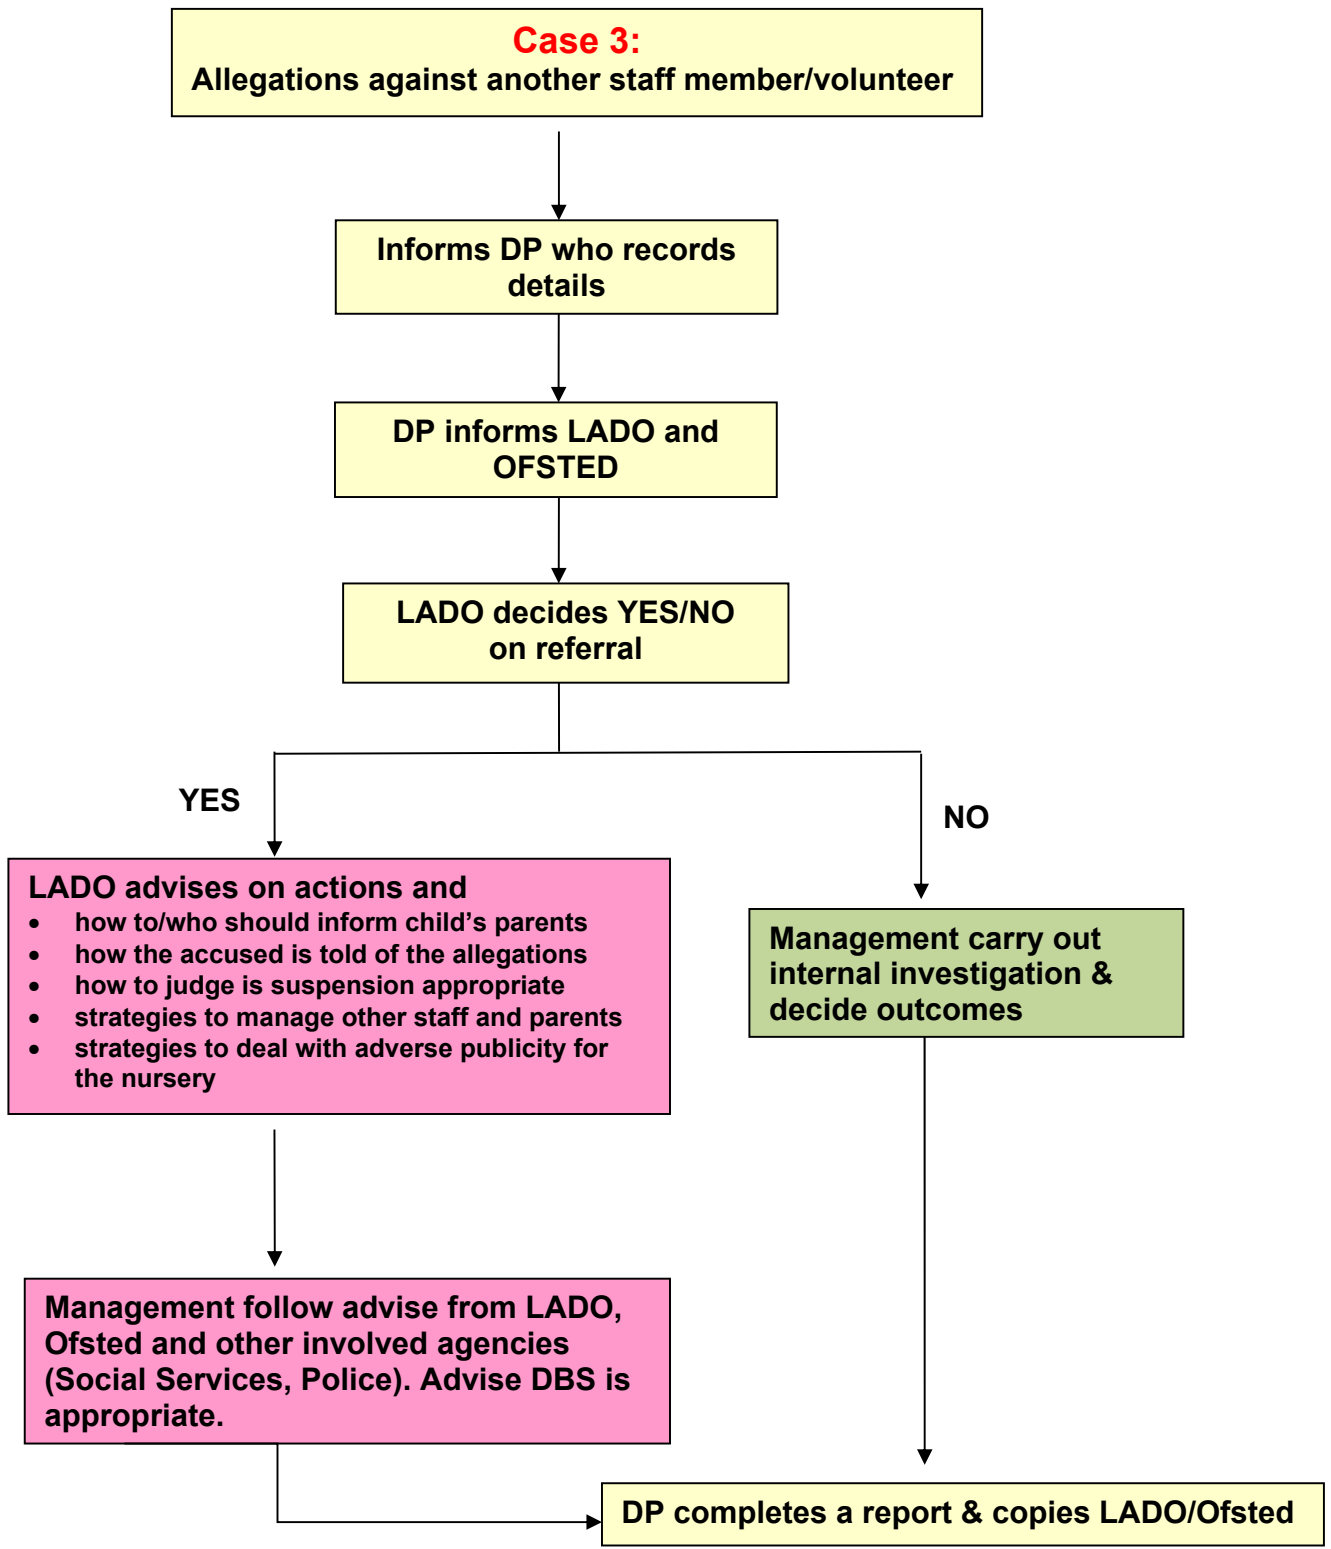 Case 3:
Allegations against another staff member/volunteer
Informs DP who records
details
DP informs LADO and
OFSTED
LADO decides YES/NO
on referral
YES
NO
LADO advises on actions and
• how to/who should inform child’s parents
• how the accused is told of the allegations
• how to judge is suspension appropriate
• strategies to manage other staff and parents
• strategies to deal with adverse publicity for
the nursery
Management carry out
internal investigation &
decide outcomes
Management follow advise from LADO,
Ofsted and other involved agencies
(Social Services, Police). Advise DBS is
appropriate.
DP completes a report & copies LADO/Ofsted